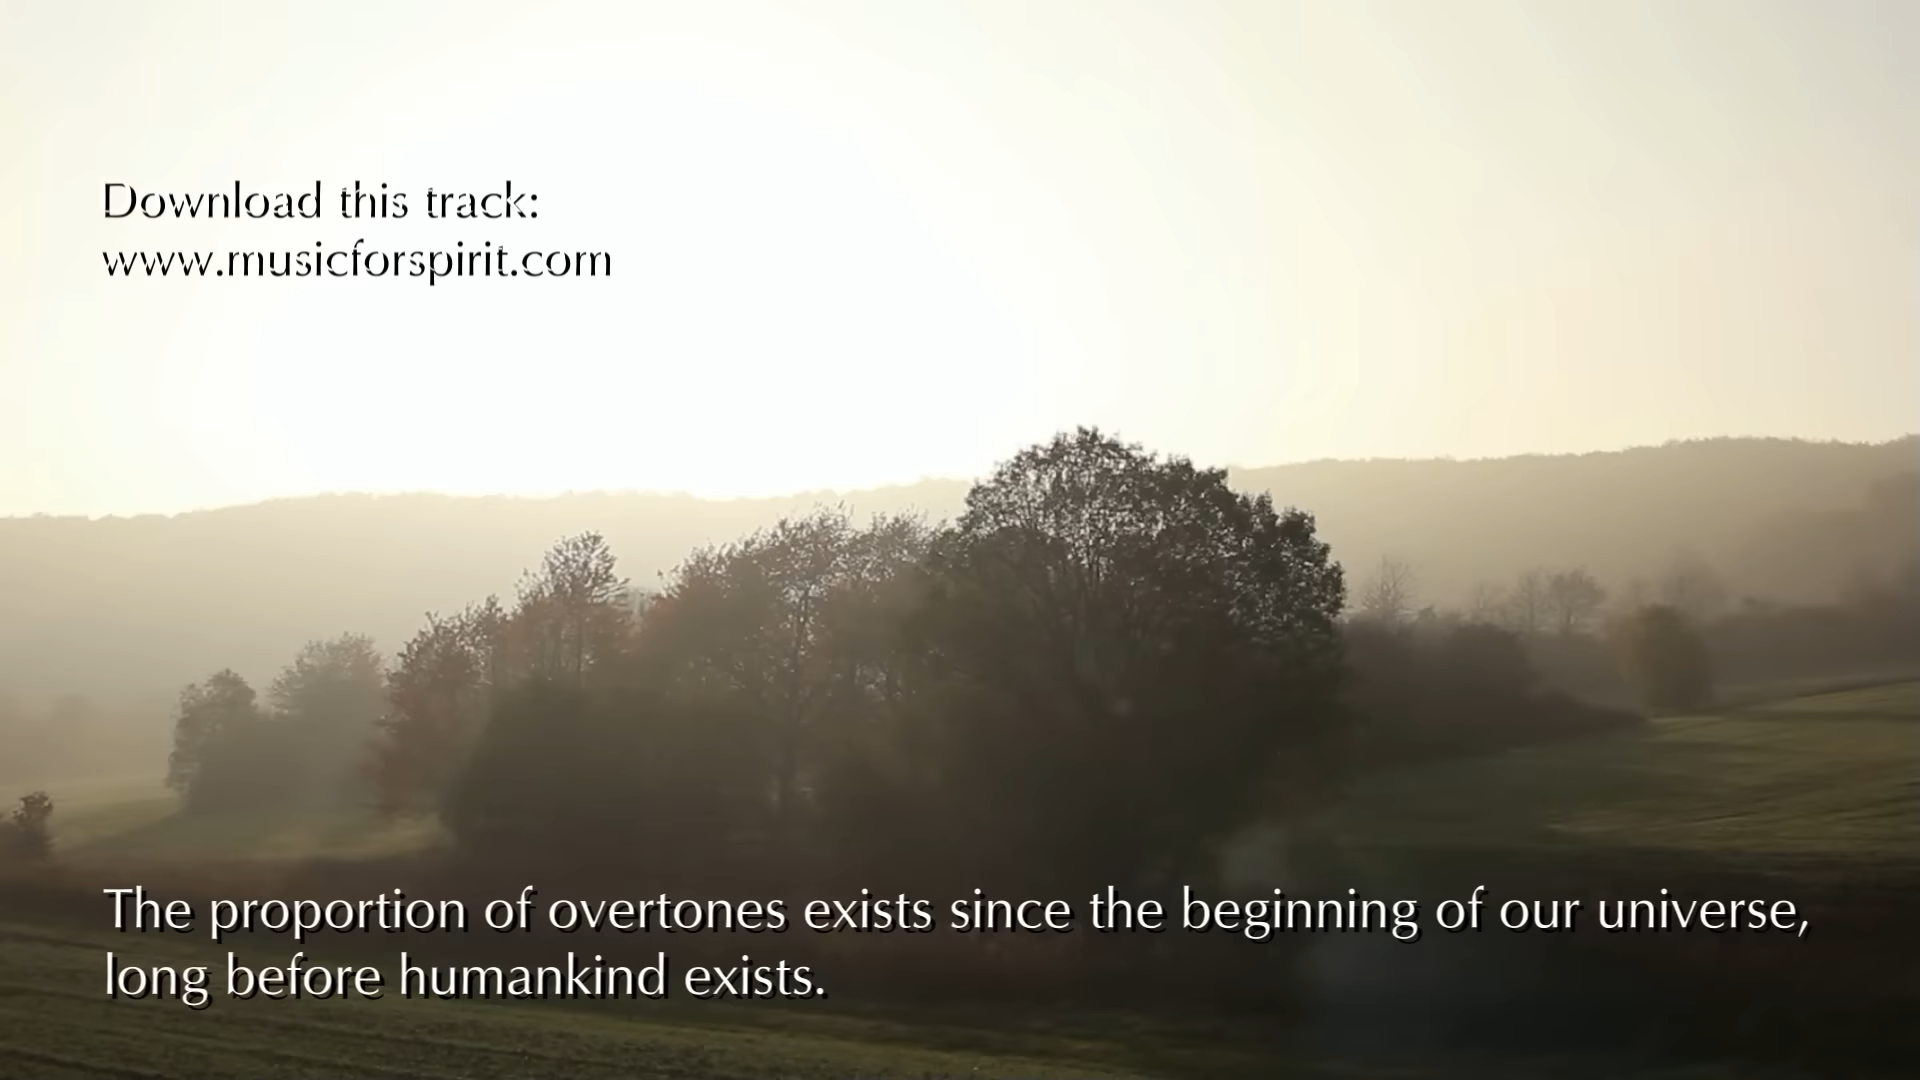 Download this track:
www.musicforspirit.com
The proportion of overtones exists since the beginning of our universe,
long before humankind exists.